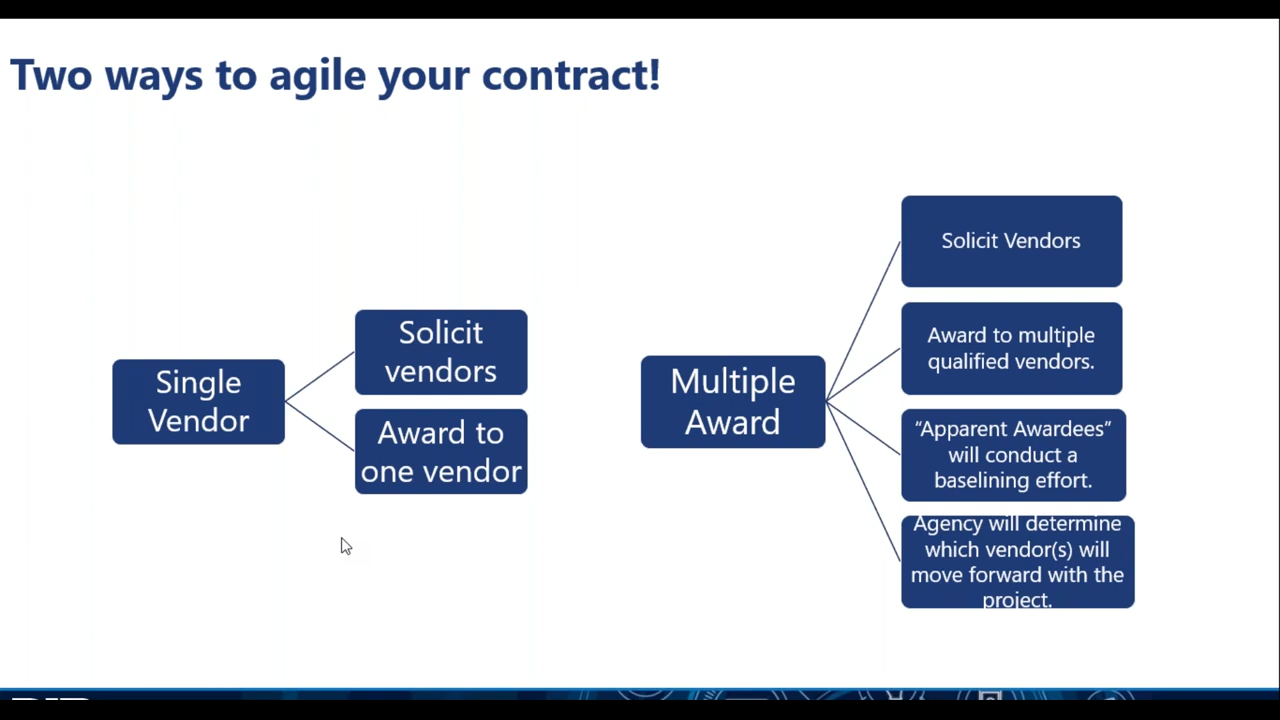 Two ways to agile your contract!
Single
Vendor
Solicit
vendors
Award to
one vendor
Multiple
Award
Solicit Vendors
Award to multiple
qualified vendors.
“Apparent Awardees”
will conduct a
baselining effort.
Agency will determine
which vendor(s) will
move forward with the
project.